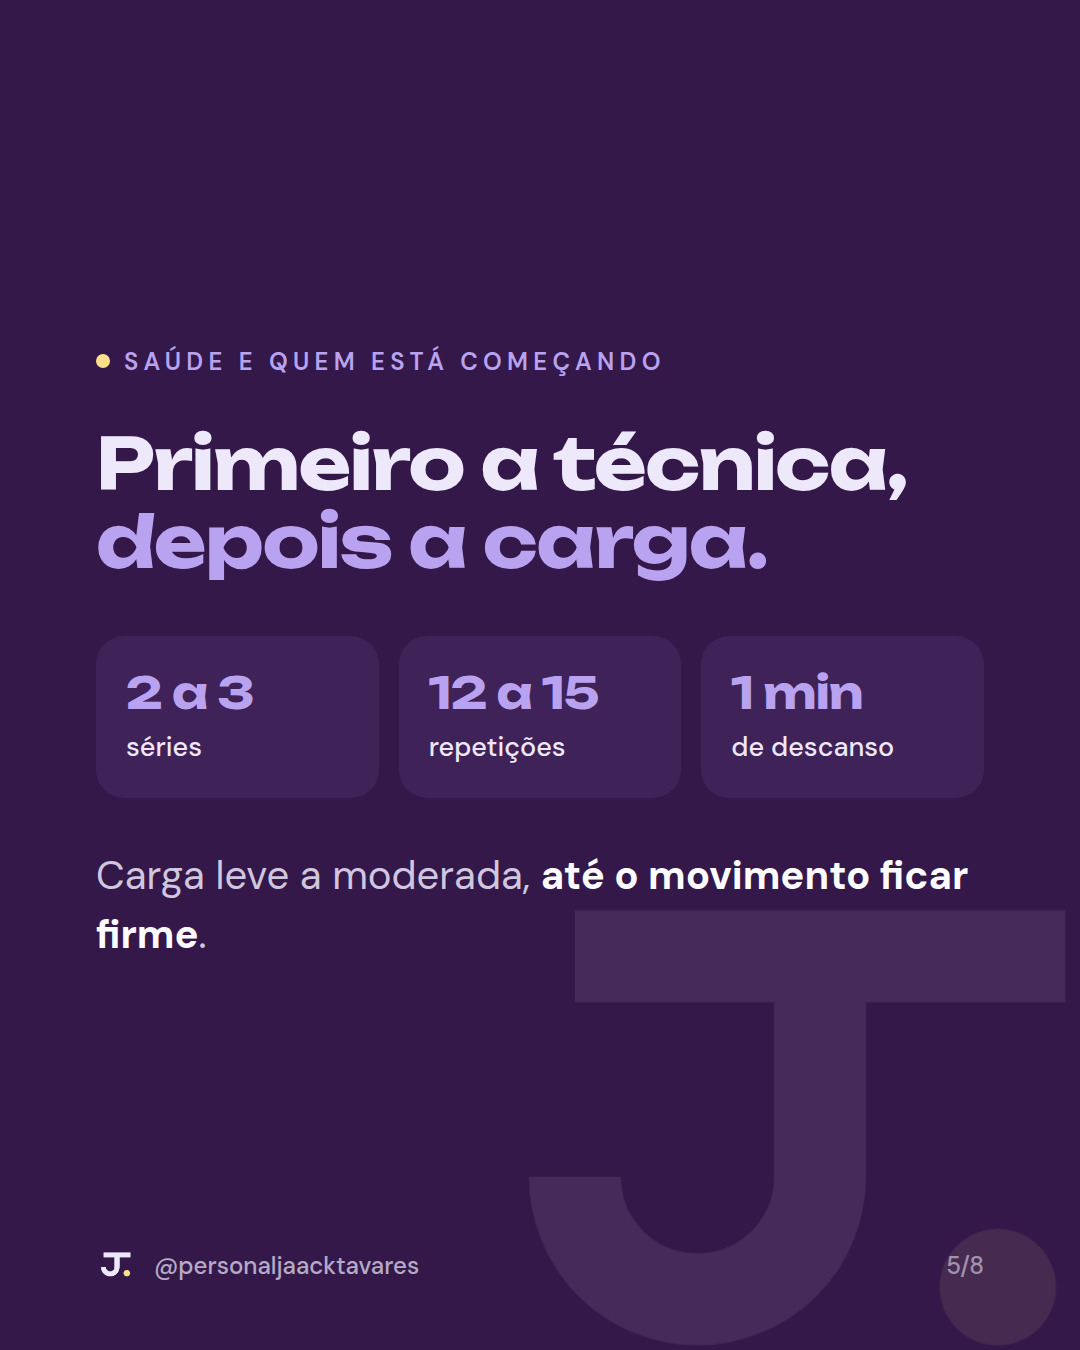 SAÚDE E QUEM ESTÁ COMEÇANDO
Primeiro a técnica,
depois a carga.
2 a 3
séries
12 a 15
repetições
1 min
de descanso
Carga leve a moderada, até o movimento ficar
firme.
J. @personaljaacktavares
5/8